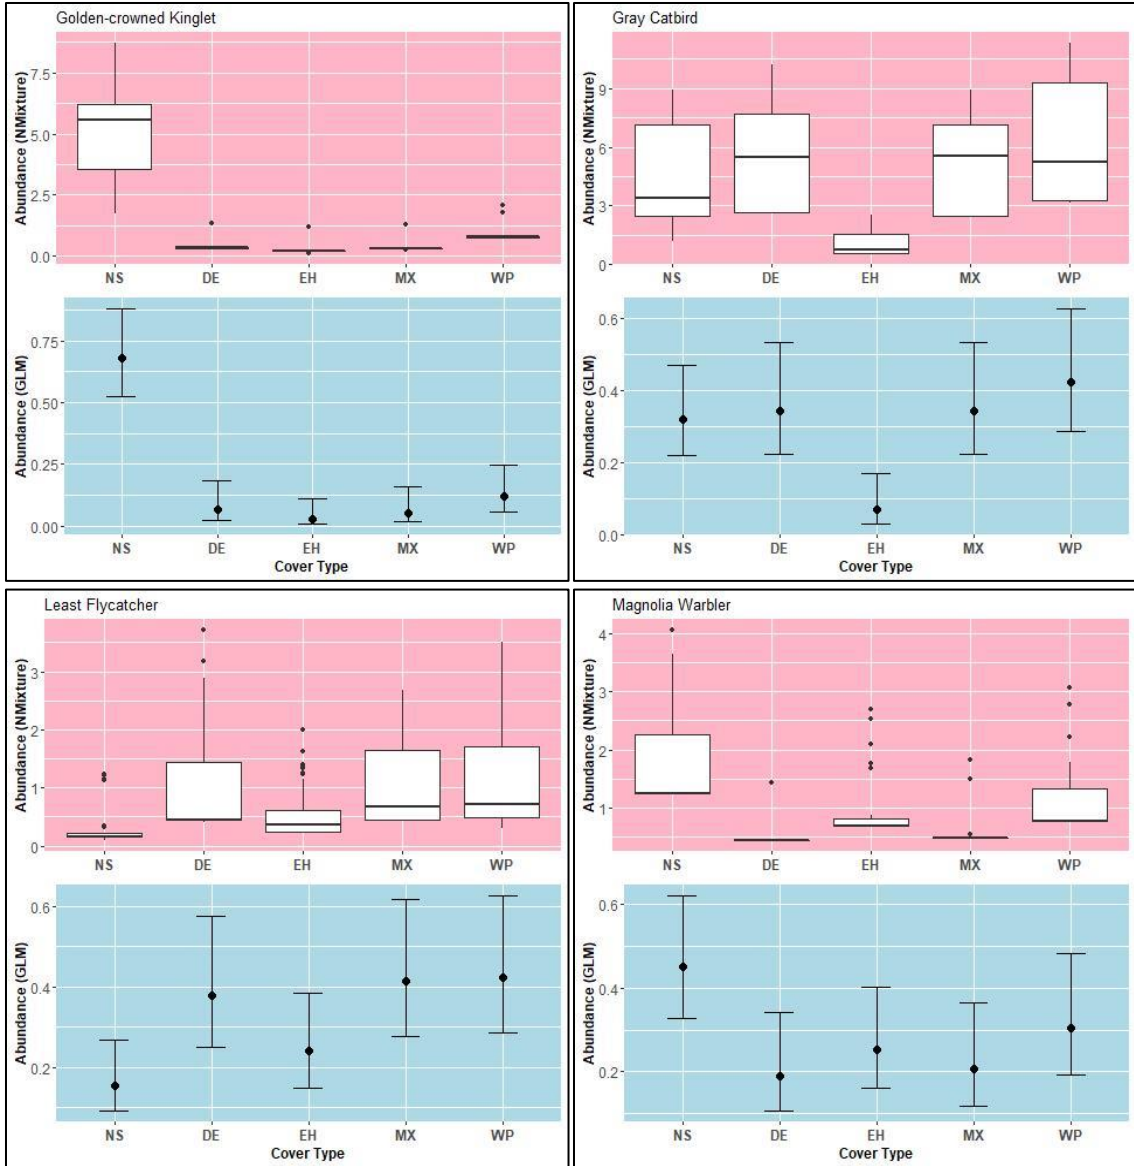 Golden-crowned Kinglet
Abundance (NMixture)
7.5
5.0
2.5
0.0
NS DE EH MX WP
Abundance (GLM)
0.75
0.50
0.25
0.00
NS DE EH MX WP
Cover Type
Gray Catbird
Abundance (NMixture)
9
6
3
0
NS DE EH MX WP
Abundance (GLM)
0.6
0.4
0.2
0.0
NS DE EH MX WP
Cover Type
Least Flycatcher
Abundance (NMixture)
3
2
1
0
NS DE EH MX WP
Abundance (GLM)
0.6
0.4
0.2
NS DE EH MX WP
Cover Type
Magnolia Warbler
Abundance (NMixture)
4
3
2
1
NS DE EH MX WP
Abundance (GLM)
0.6
0.4
0.2
NS DE EH MX WP
Cover Type